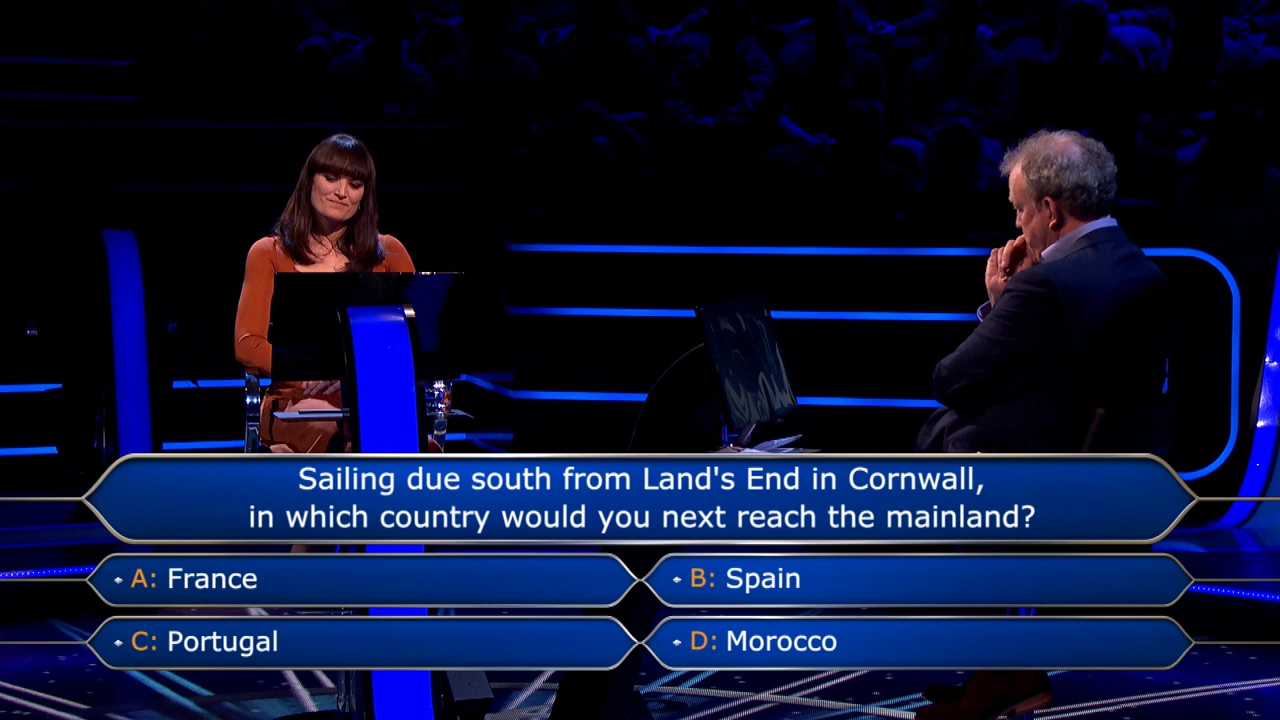 Sailing due south from Land's End in Cornwall,
in which country would you next reach the mainland?
A: France
B: Spain
C: Portugal
D: Morocco